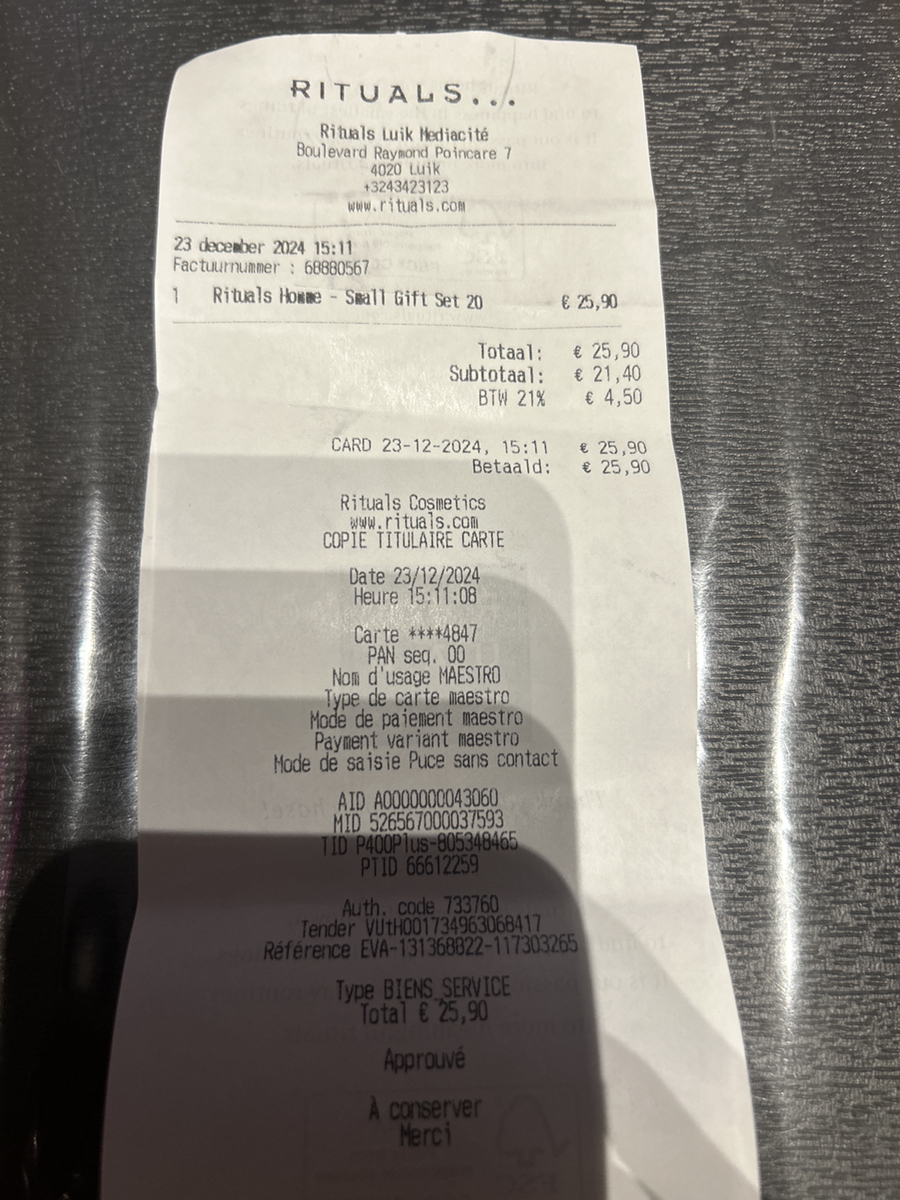 RITUALS...
Rituals Luik Mediacité
Boulevard Raymond Poincare 7
4020 Luik
+3243423123
www.rituals.com
23 december 2024 15:11
Factuurnummer : 68880567
1 Rituals Homme - Small Gift Set 20 € 25,90
Totaal: € 25,90
Subtotaal: € 21,40
BTW 21% € 4,50
CARD 23-12-2024, 15:11 € 25,90
Betaald: € 25,90
Rituals Cosmetics
www.rituals.com
COPIE TITULAIRE CARTE
Date 23/12/2024
Heure 15:11:08
Carte ****4847
PAN seq. 00
Nom d'usage MAESTRO
Type de carte maestro
Mode de paiement maestro
Payment variant maestro
Mode de saisie Puce sans contact
AID A0000000043060
MID 526567000037593
TID P400Plus-805348465
PTID 66612259
Auth. code 733760
Tender VUtH001734963068417
Référence EVA-131368822-117303265
Type BIENS_SERVICE
Total € 25,90
Approuvé
À conserver
Merci